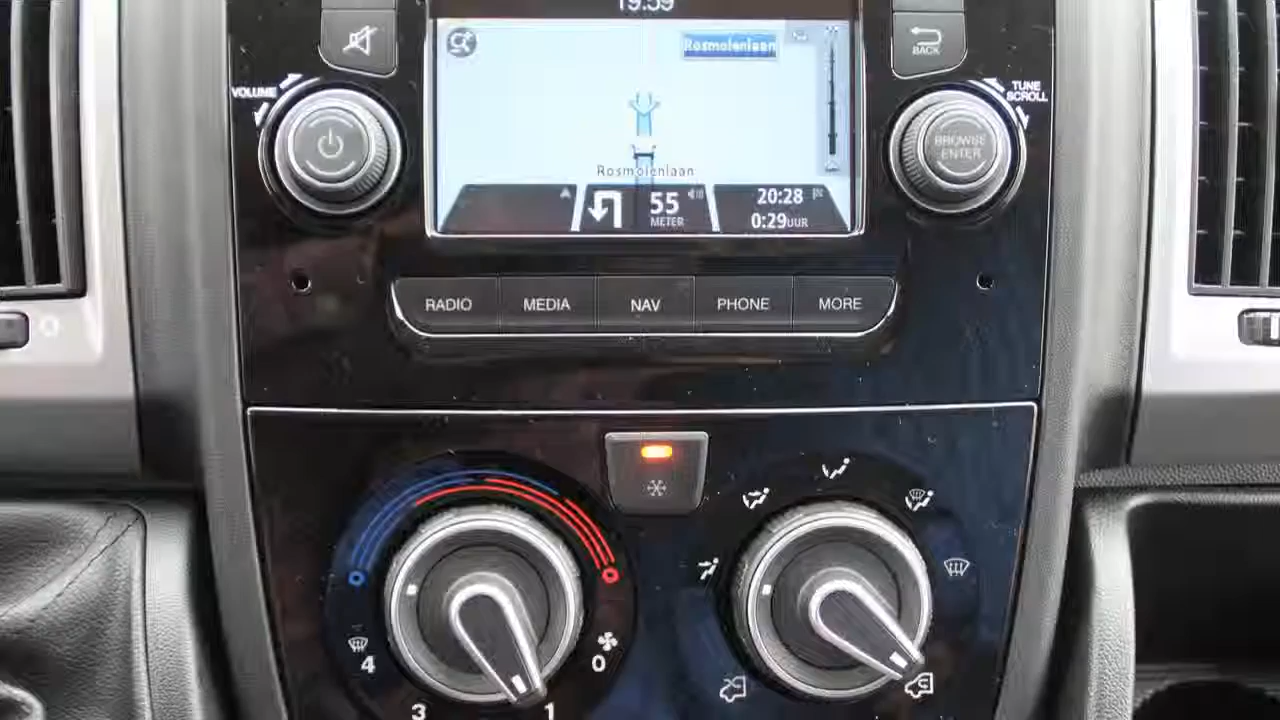 19:59
Rosmolenlaan
BACK
VOLUME
TUNE
SCROLL
BROWSE
ENTER
Rosmolenlaan
55
METER
20:28
0:29UUR
RADIO
MEDIA
NAV
PHONE
MORE
4
0
3
1